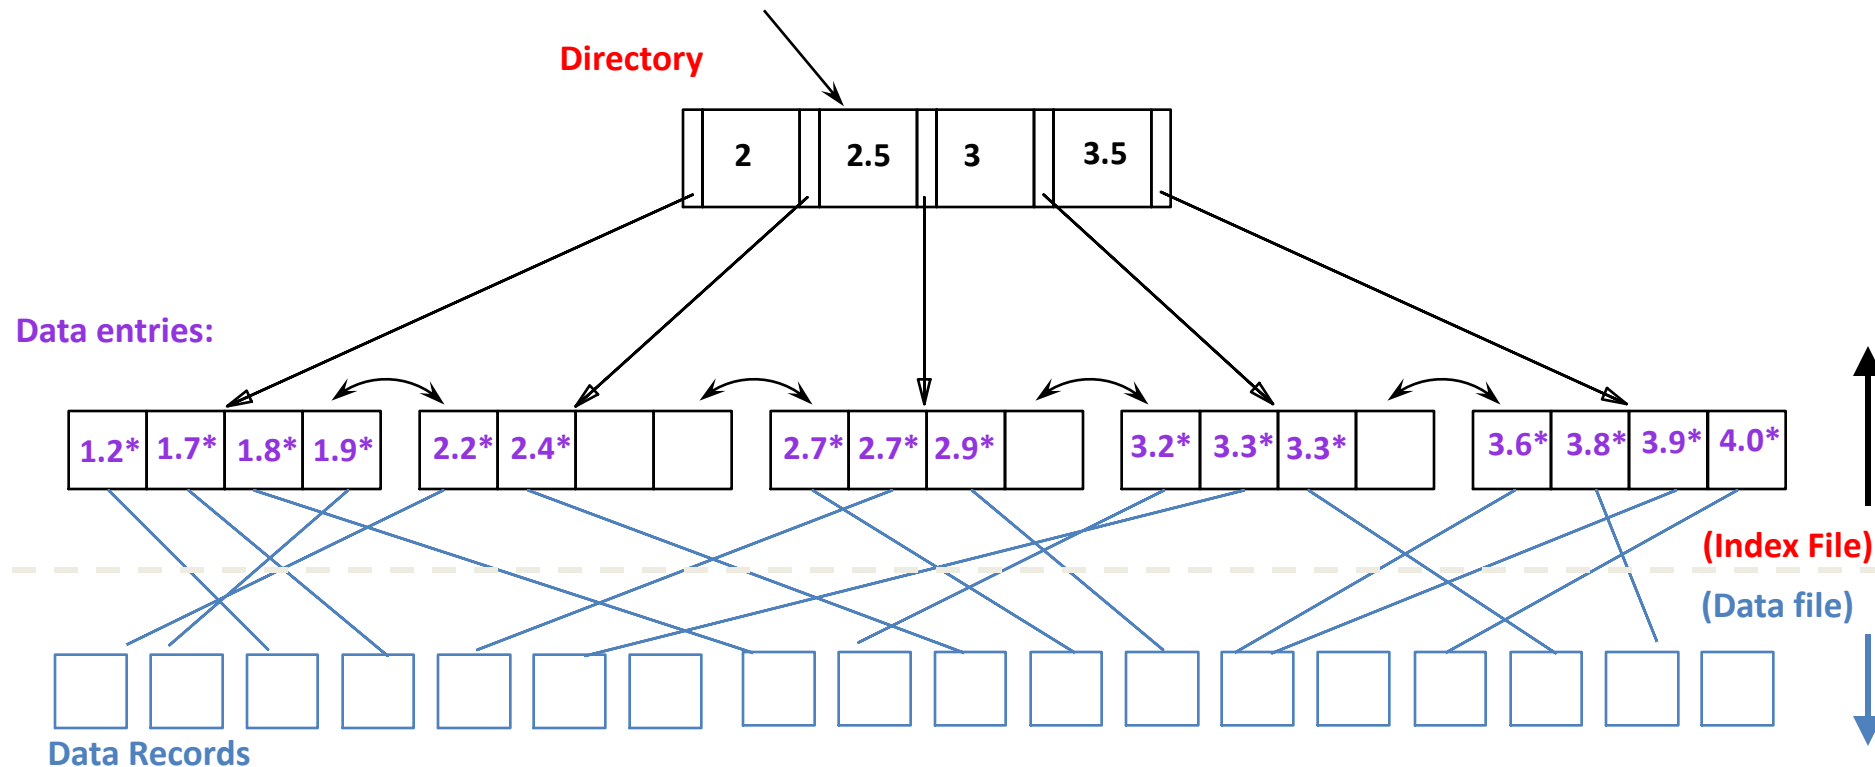 Directory
2 2.5 3 3.5
Data entries:
1.2* 1.7* 1.8* 1.9* 2.2* 2.4* 2.7* 2.7* 2.9* 3.2* 3.3* 3.3* 3.6* 3.8* 3.9* 4.0*
(Index File)
(Data file)
Data Records